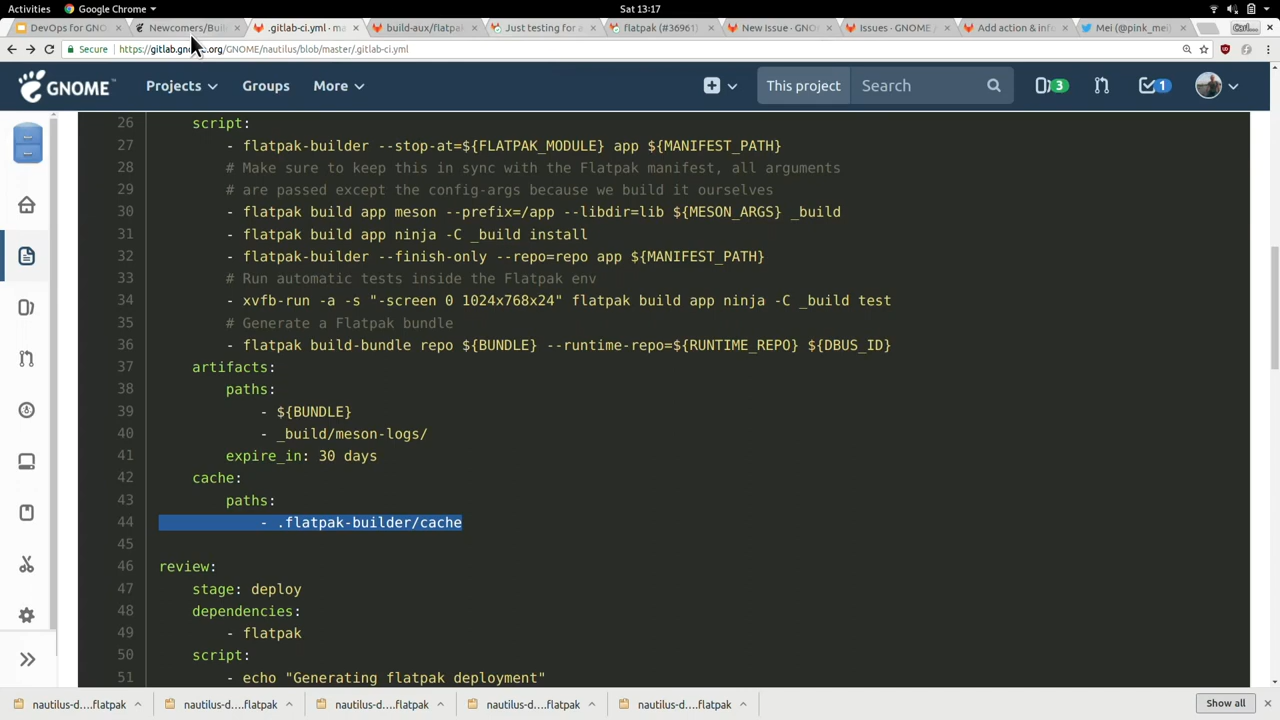 Activities
Google Chrome
Sat 13:17
DevOps for GNO
Newcomers/Buil
.gitlab-ci.yml · ma
build-aux/flatpak
Just testing for a
flatpak (#36961)
New Issue · GNO
Issues · GNOME /
Add action & info
Mei (@pink_mei)
Ctrl...
Secure
https://gitlab.gn
.org/GNOME/nautilus/blob/master/.gitlab-ci.yml
GNOME
Projects
Groups
More
This project
Search
3
1
26 script:
27 - flatpak-builder --stop-at=${FLATPAK_MODULE} app ${MANIFEST_PATH}
28 # Make sure to keep this in sync with the Flatpak manifest, all arguments
29 # are passed except the config-args because we build it ourselves
30 - flatpak build app meson --prefix=/app --libdir=lib ${MESON_ARGS} _build
31 - flatpak build app ninja -C _build install
32 - flatpak-builder --finish-only --repo=repo app ${MANIFEST_PATH}
33 # Run automatic tests inside the Flatpak env
34 - xvfb-run -a -s "-screen 0 1024x768x24" flatpak build app ninja -C _build test
35 # Generate a Flatpak bundle
36 - flatpak build-bundle repo ${BUNDLE} --runtime-repo=${RUNTIME_REPO} ${DBUS_ID}
37 artifacts:
38 paths:
39 - ${BUNDLE}
40 - _build/meson-logs/
41 expire_in: 30 days
42 cache:
43 paths:
44 - .flatpak-builder/cache
45
46 review:
47 stage: deploy
48 dependencies:
49 - flatpak
50 script:
51 - echo "Generating flatpak deployment"
nautilus-d....flatpak
nautilus-d....flatpak
nautilus-d....flatpak
nautilus-d....flatpak
nautilus-d....flatpak
Show all